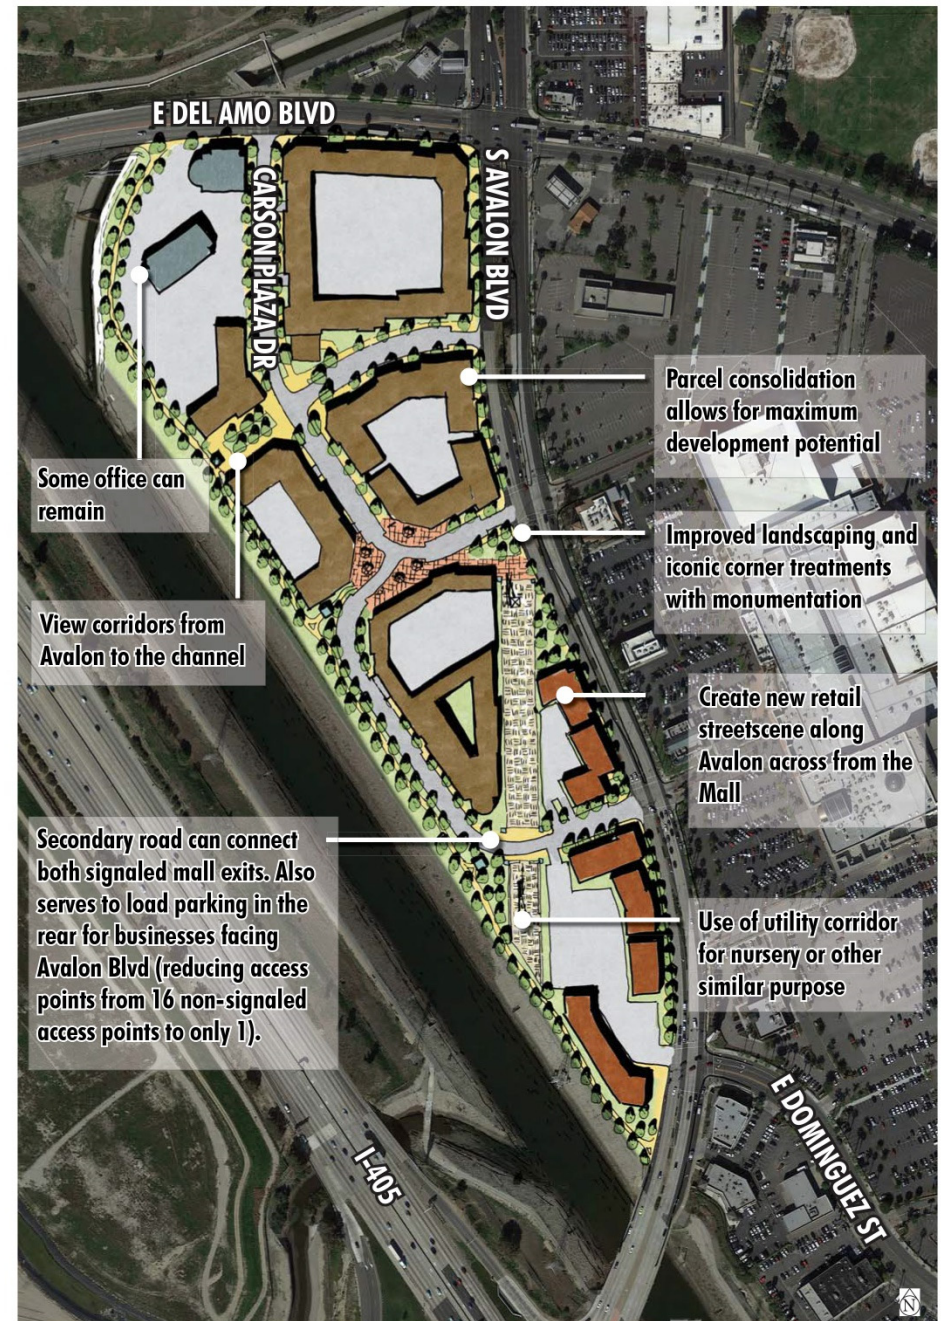 E DEL AMO BLVD
CARSON PLAZA DR
S AVALON BLVD
Parcel consolidation
allows for maximum
development potential
Some office can
remain
Improved landscaping and
iconic corner treatments
with monumentation
View corridors from
Avalon to the channel
Create new retail
streetscene along
Avalon across from the
Mall
Secondary road can connect
both signaled mall exits. Also
serves to load parking in the
rear for businesses facing
Avalon Blvd (reducing access
points from 16 non-signaled
access points to only 1).
Use of utility corridor
for nursery or other
similar purpose
E DOMINGUEZ ST
I-405
N